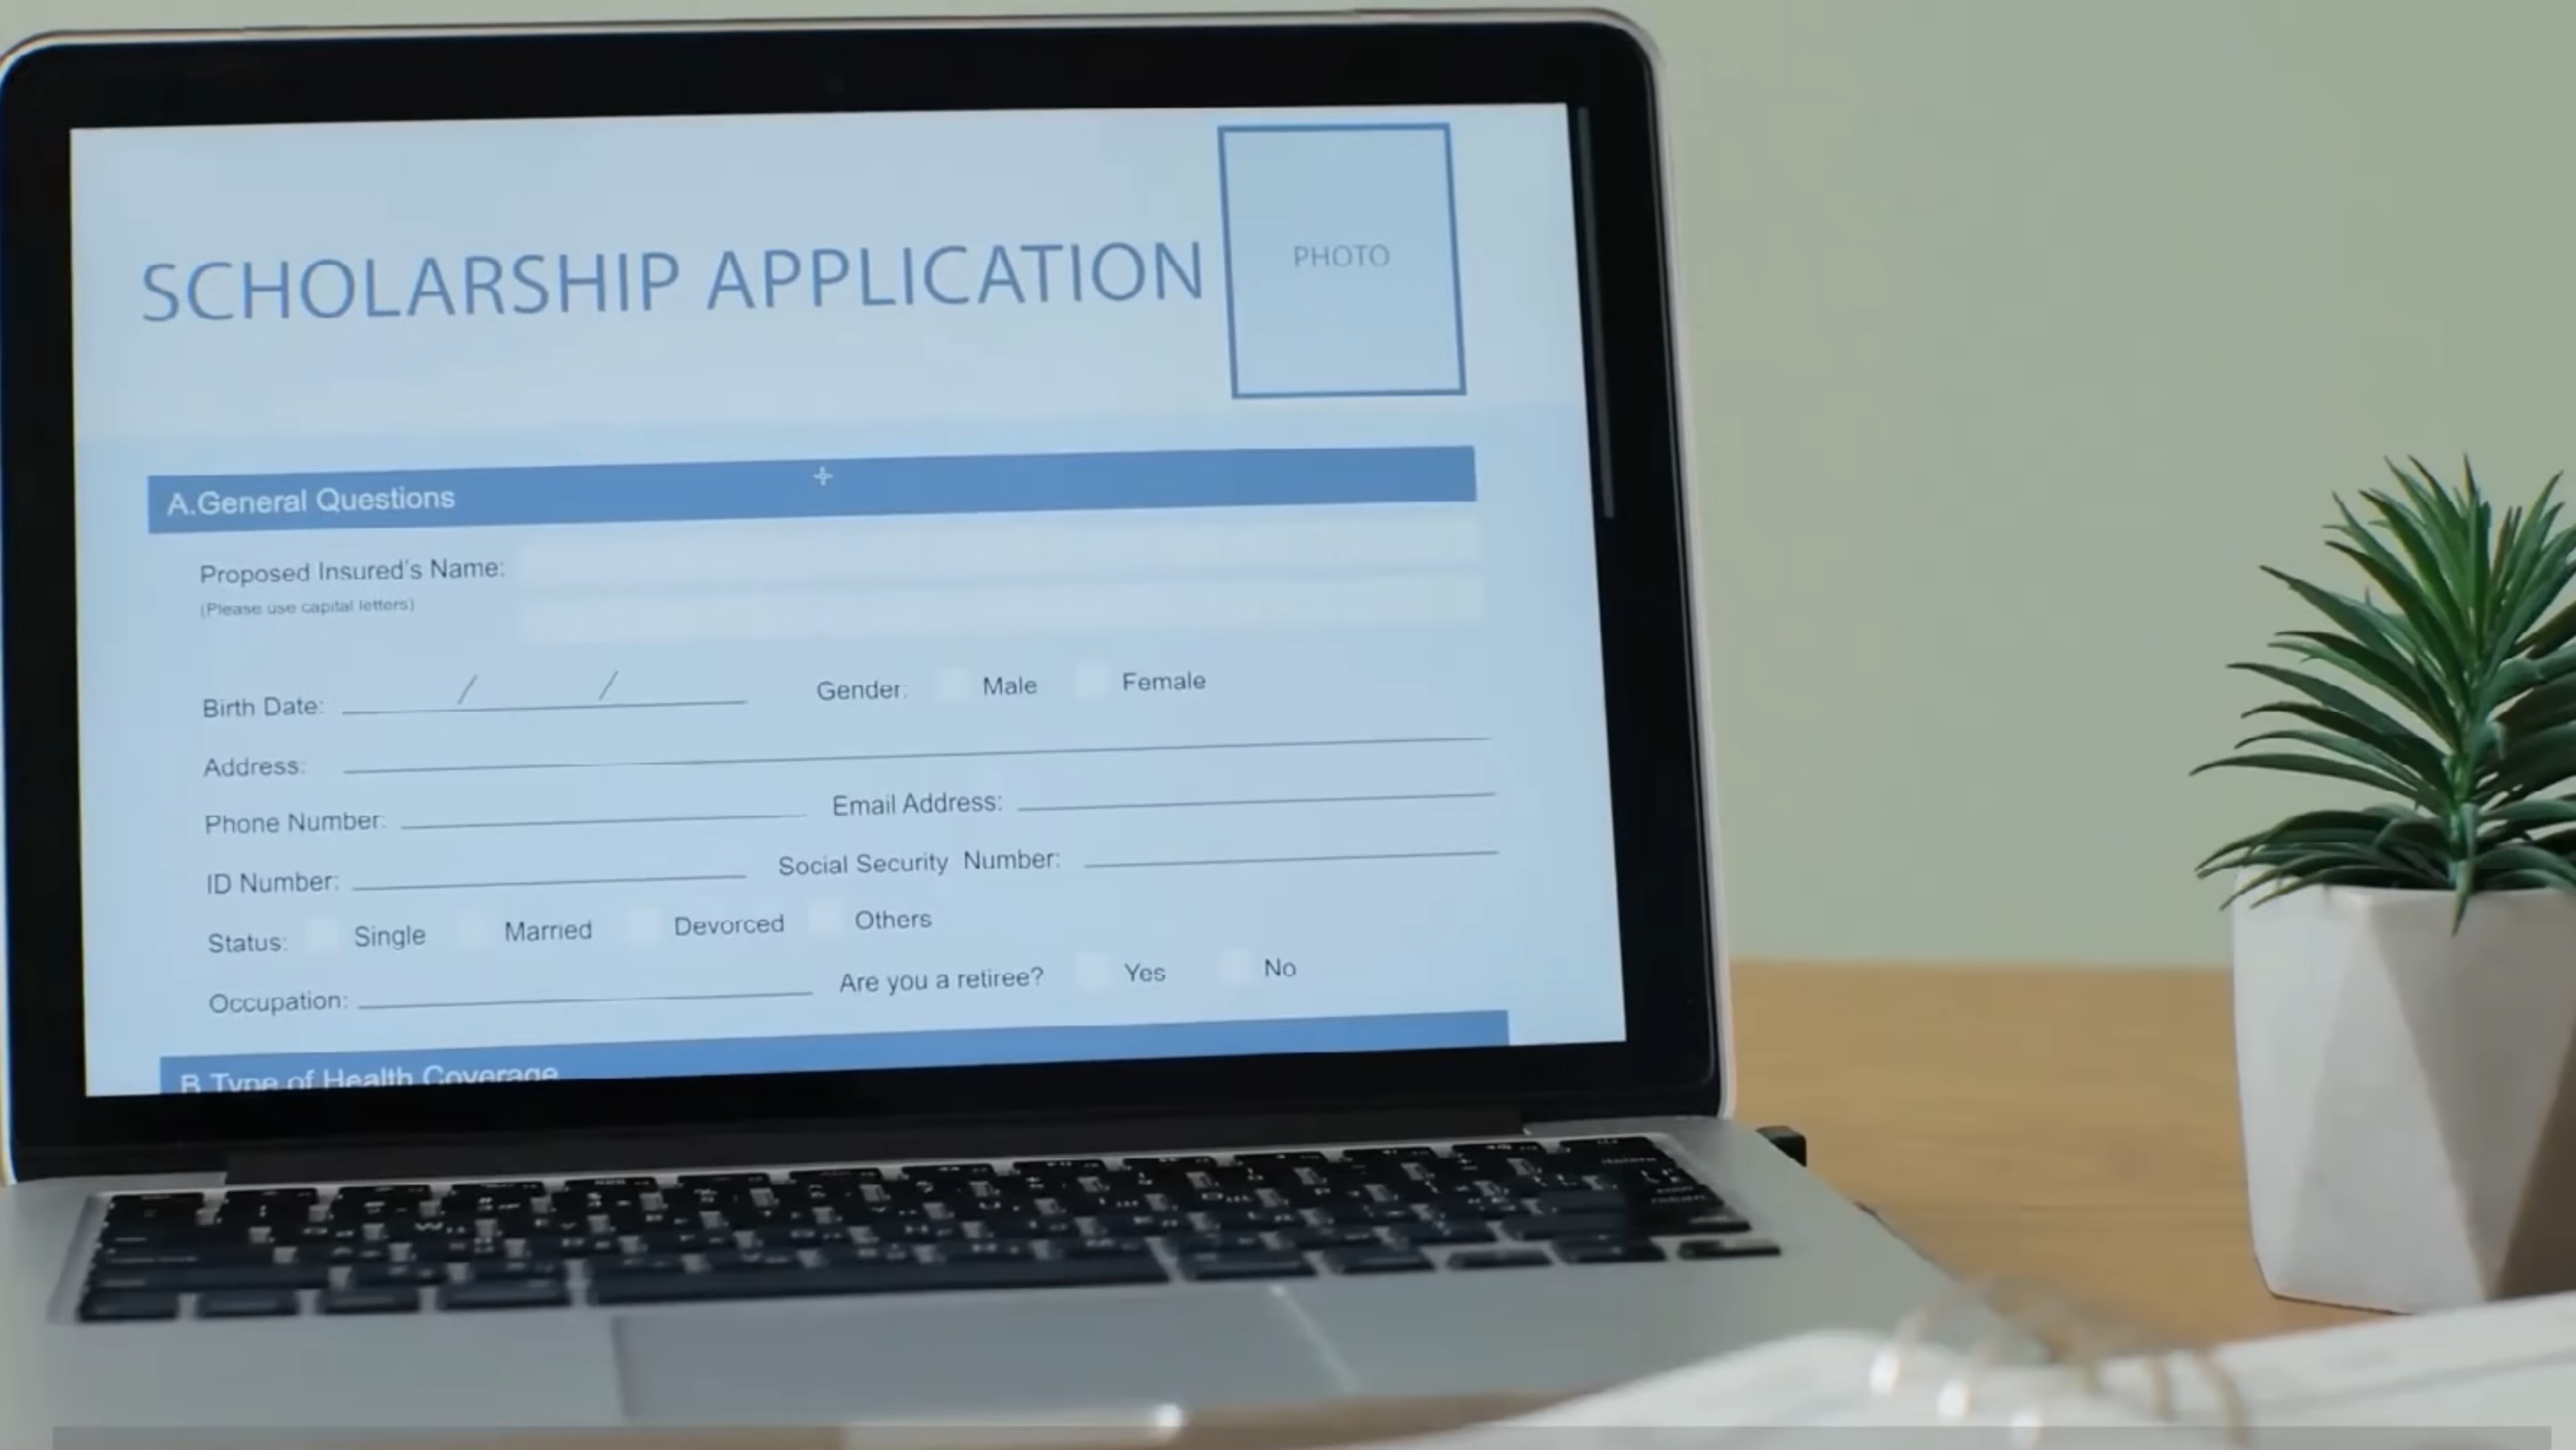 SCHOLARSHIP APPLICATION
PHOTO
A.General Questions
Proposed Insured's Name:
(Please use capital letters)
Birth Date: / /
Gender: Male Female
Address:
Phone Number: Email Address:
ID Number: Social Security Number:
Status: Single Married Devorced Others
Occupation: Are you a retiree? Yes No
B.Type of Health Coverage